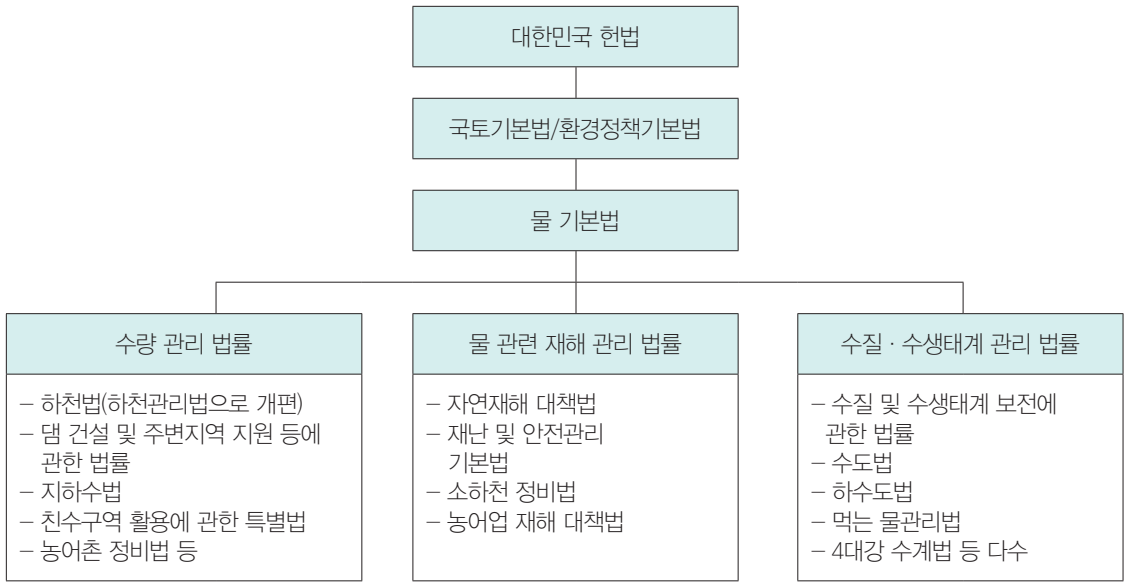 대한민국 헌법
국토기본법/환경정책기본법
물 기본법
수량 관리 법률
– 하천법(하천관리법으로 개편)
– 댐 건설 및 주변지역 지원 등에
관한 법률
– 지하수법
– 친수구역 활용에 관한 특별법
– 농어촌 정비법 등
물 관련 재해 관리 법률
– 자연재해 대책법
– 재난 및 안전관리
기본법
– 소하천 정비법
– 농어업 재해 대책법
수질 · 수생태계 관리 법률
– 수질 및 수생태계 보전에
관한 법률
– 수도법
– 하수도법
– 먹는 물관리법
– 4대강 수계법 등 다수